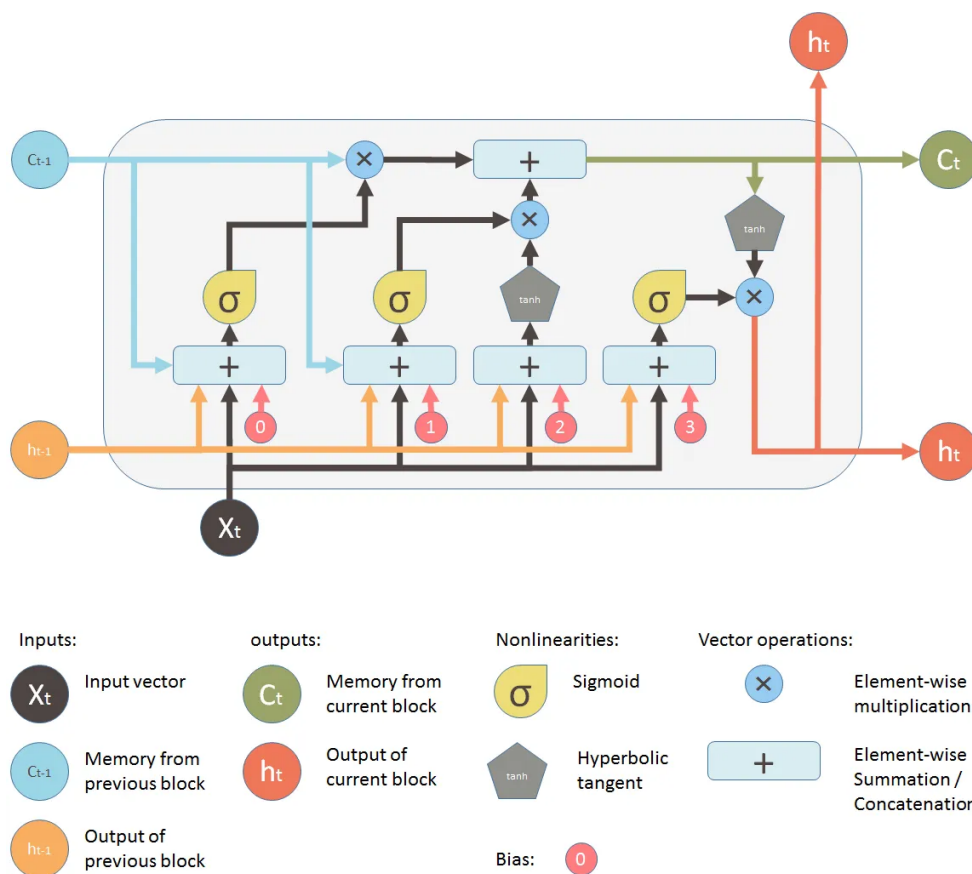 hₜ
Cₜ₋₁
×
+
Cₜ
tanh
×
σ
σ
tanh
σ
×
+
+
+
+
hₜ₋₁
0
1
2
3
hₜ
Xₜ
Inputs:
outputs:
Nonlinearities:
Vector operations:
Xₜ
Input vector
Cₜ
Memory from
current block
σ
Sigmoid
×
Element-wise
multiplication
Cₜ₋₁
Memory from
previous block
hₜ
Output of
current block
tanh
Hyperbolic
tangent
+
Element-wise
Summation /
Concatenation
hₜ₋₁
Output of
previous block
Bias:
0